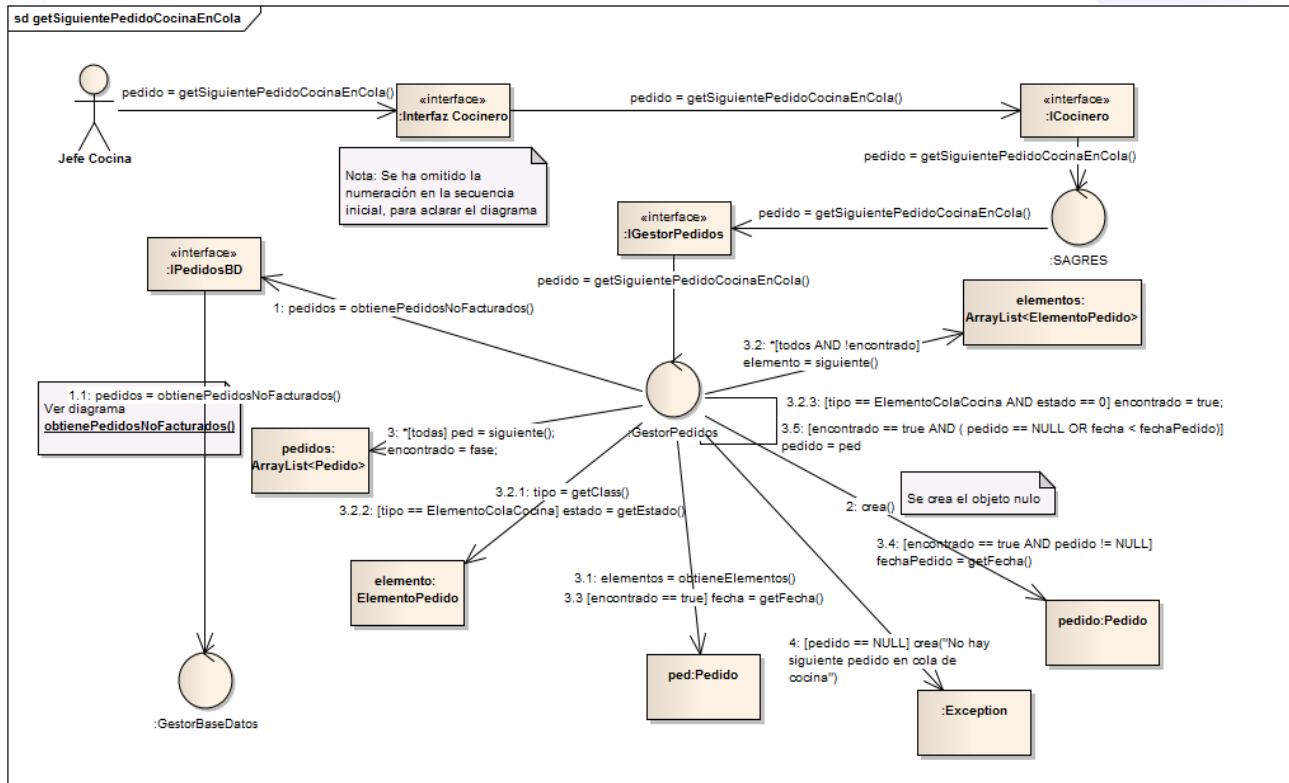 sd getSiguientePedidoCocinaEnCola
pedido = getSiguientePedidoCocinaEnCola()
«interface»
:Interfaz Cocinero
pedido = getSiguientePedidoCocinaEnCola()
«interface»
:ICocinero
Jefe Cocina
pedido = getSiguientePedidoCocinaEnCola()
Nota: Se ha omitido la
numeración en la secuencia
inicial, para aclarar el diagrama
«interface»
:IGestorPedidos
pedido = getSiguientePedidoCocinaEnCola()
:SAGRES
«interface»
:IPedidosBD
pedido = getSiguientePedidoCocinaEnCola()
1: pedidos = obtienePedidosNoFacturados()
elementos:
ArrayList<ElementoPedido>
3.2: *[todos AND !encontrado]
elemento = siguiente()
1.1: pedidos = obtienePedidosNoFacturados()
Ver diagrama
obtienePedidosNoFacturados()
:GestorPedidos
3.2.3: [tipo == ElementoColaCocina AND estado == 0] encontrado = true;
3.5: [encontrado == true AND ( pedido == NULL OR fecha < fechaPedido)]
pedido = ped
3: *[todas] ped = siguiente();
encontrado = fase;
pedidos:
ArrayList<Pedido>
3.2.1: tipo = getClass()
3.2.2: [tipo == ElementoColaCocina] estado = getEstado()
Se crea el objeto nulo
2: crea()
3.4: [encontrado == true AND pedido != NULL]
fechaPedido = getFecha()
elemento:
ElementoPedido
3.1: elementos = obtieneElementos()
3.3 [encontrado == true] fecha = getFecha()
pedido:Pedido
4: [pedido == NULL] crea("No hay
siguiente pedido en cola de
cocina")
ped:Pedido
:Exception
:GestorBaseDatos